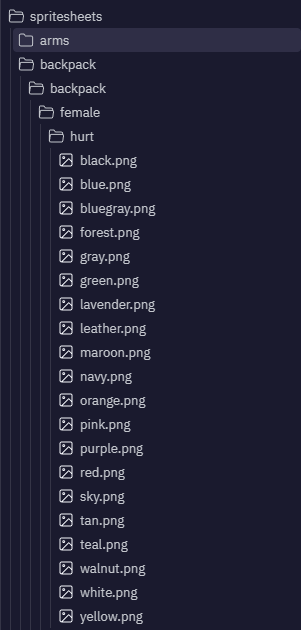 spritesheets
arms
backpack
backpack
female
hurt
black.png
blue.png
bluegray.png
forest.png
gray.png
green.png
lavender.png
leather.png
maroon.png
navy.png
orange.png
pink.png
purple.png
red.png
sky.png
tan.png
teal.png
walnut.png
white.png
yellow.png